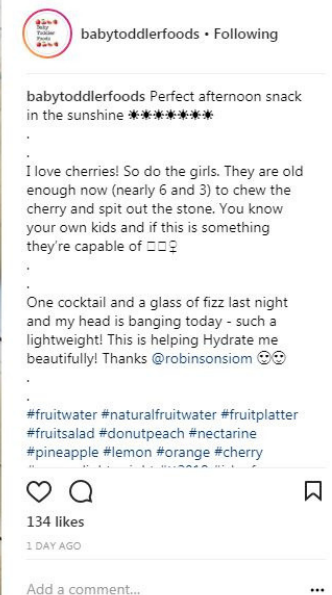 Baby
Toddler
Foods
babytoddlerfoods • Following
babytoddlerfoods Perfect afternoon snack
in the sunshine ☀☀☀☀☀☀☀
.
.
I love cherries! So do the girls. They are old
enough now (nearly 6 and 3) to chew the
cherry and spit out the stone. You know
your own kids and if this is something
they're capable of □□♀
.
.
One cocktail and a glass of fizz last night
and my head is banging today - such a
lightweight! This is helping Hydrate me
beautifully! Thanks @robinsonsiom 🙂🙂
.
.
#fruitwater #naturalfruitwater #fruitplatter
#fruitsalad #donutpeach #nectarine
#pineapple #lemon #orange #cherry
134 likes
1 DAY AGO
Add a comment...